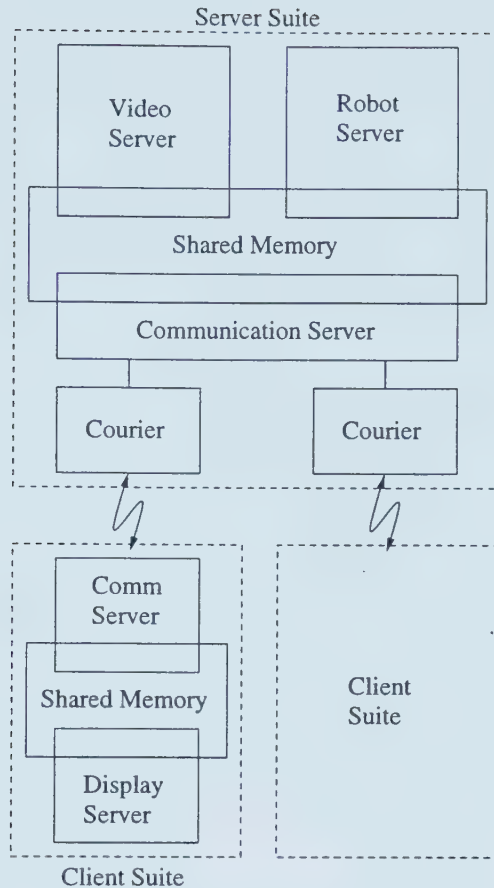 Server Suite
Video
Server
Robot
Server
Shared Memory
Communication Server
Courier
Courier
Comm
Server
Shared Memory
Display
Server
Client
Suite
Client Suite